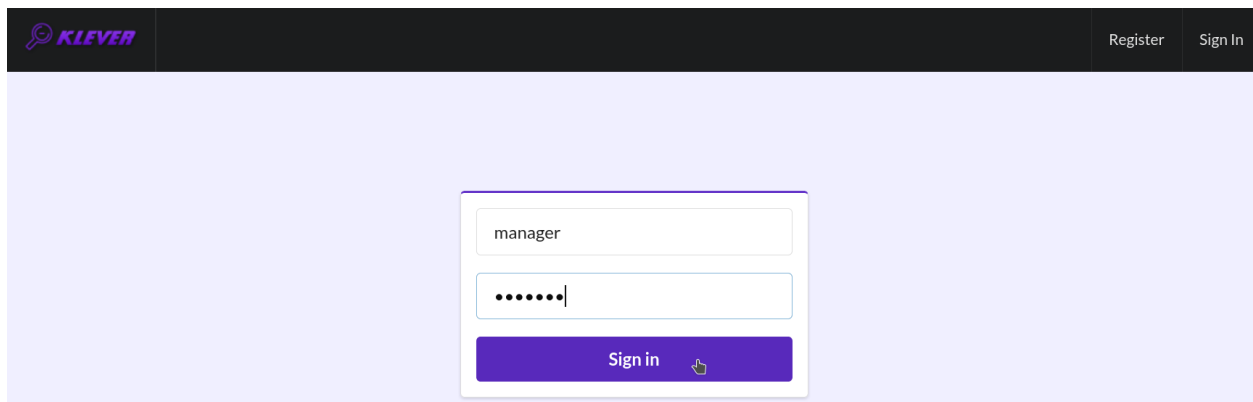 KLEVER
Register
Sign In
manager
•••••••
Sign in